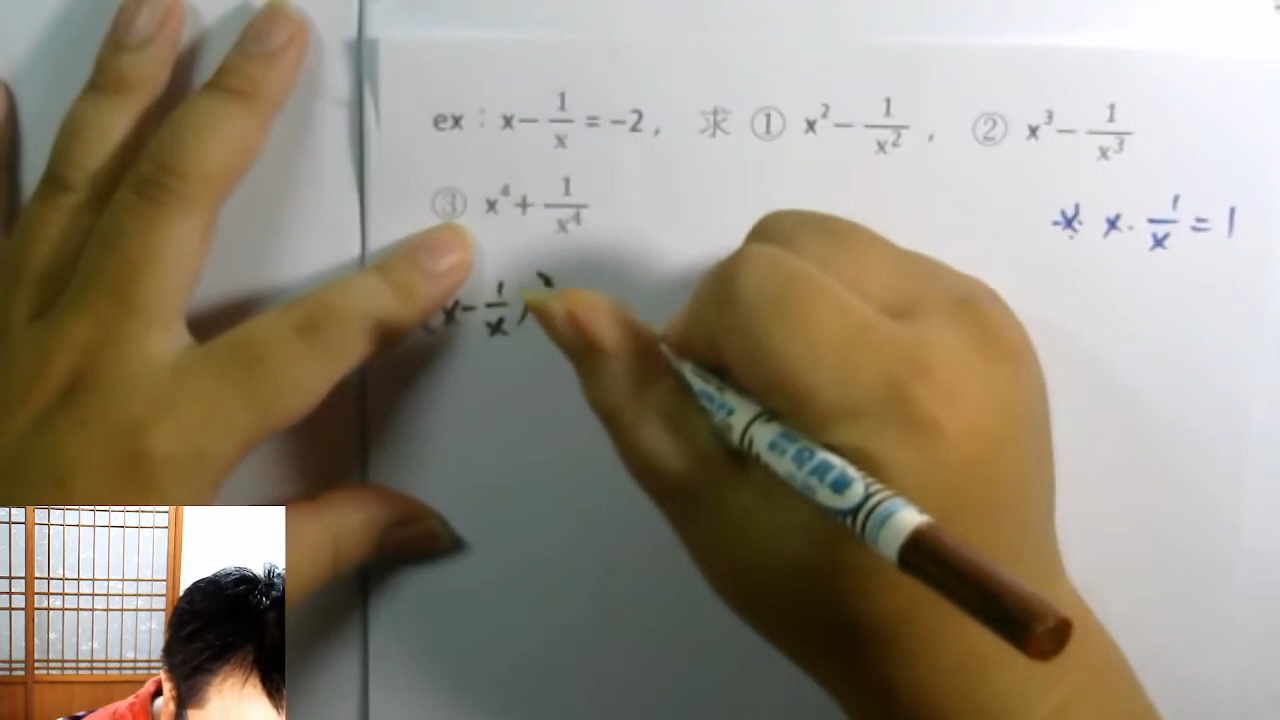 ex：x−1/x=−2，求 ① x²−1/x²，② x³−1/x³
③ x⁴+1/x⁴
* x·1/x=1
(x−1/x)²